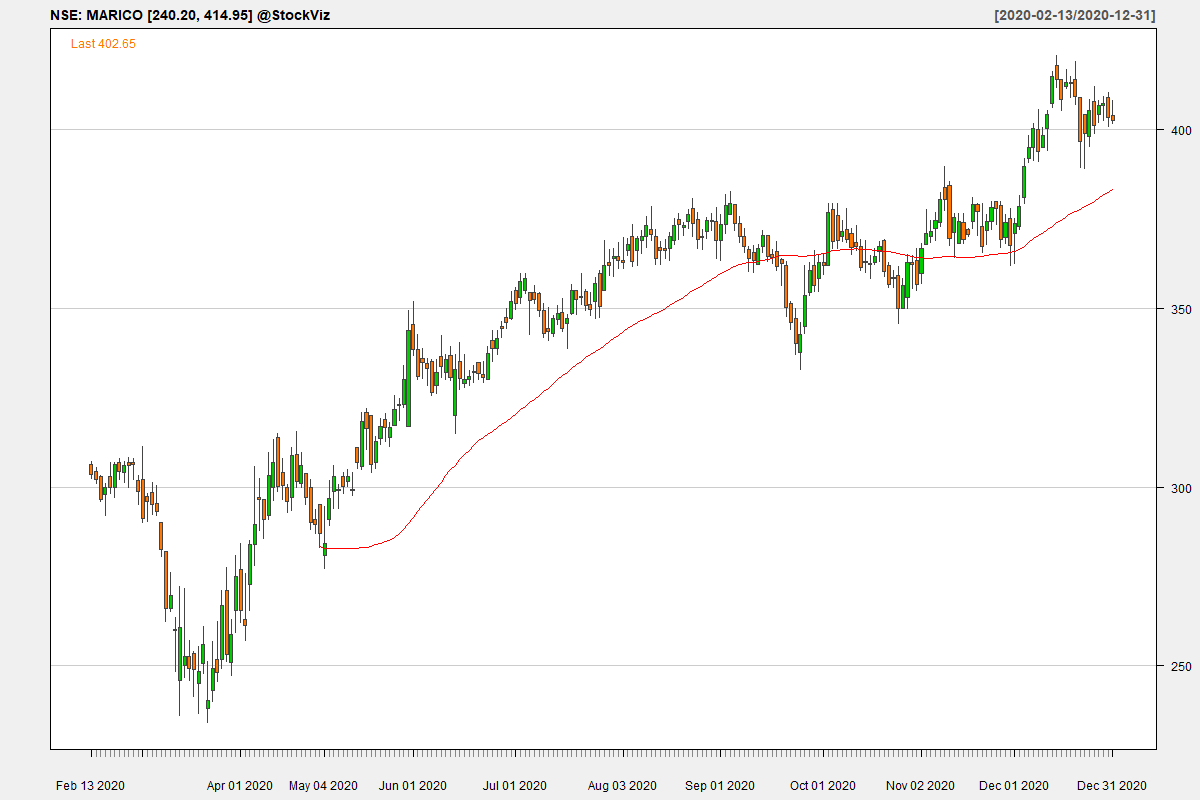 NSE: MARICO [240.20, 414.95] @StockViz [2020-02-13/2020-12-31]
Last 402.65
400
350
300
250
Feb 13 2020 Apr 01 2020 May 04 2020 Jun 01 2020 Jul 01 2020 Aug 03 2020 Sep 01 2020 Oct 01 2020 Nov 02 2020 Dec 01 2020 Dec 31 2020